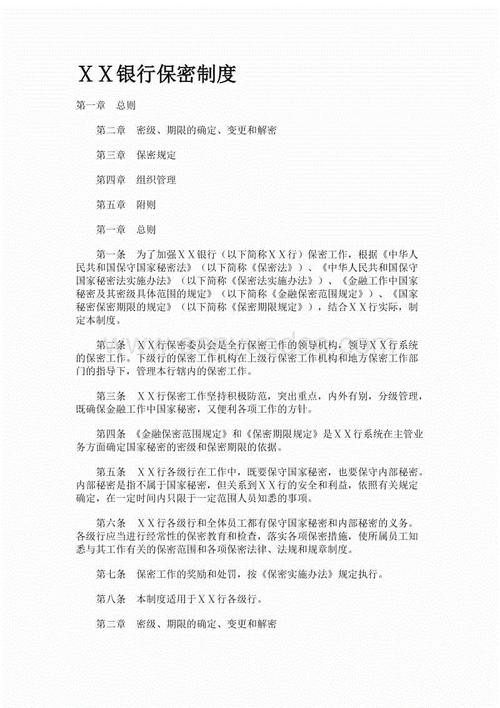 ＸＸ银行保密制度
第一章　总则
第二章　密级、期限的确定、变更和解密
第三章　保密规定
第四章　组织管理
第五章　附则
第一章　总则
第一条　为了加强ＸＸ银行（以下简称ＸＸ行）保密工作，根据《中华人
民共和国保守国家秘密法》（以下简称《保密法》）、《中华人民共和国保守
国家秘密法实施办法》（以下简称《保密法实施办法》）、《金融工作中国家
秘密及其密级具体范围的规定》（以下简称《金融保密范围规定》）、《国家
秘密保密期限的规定》（以下简称《保密期限规定》），结合ＸＸ行实际，制
定本制度。
第二条　ＸＸ行保密委员会是全行保密工作的领导机构，领导ＸＸ行系统
的保密工作。下级行的保密工作机构在上级行保密工作机构和地方保密工作部
门的指导下，管理本行辖内的保密工作。
第三条　ＸＸ行保密工作坚持积极防范，突出重点，内外有别，分级管理，
既确保金融工作中国家秘密，又便利各项工作的方针。
第四条　《金融保密范围规定》和《保密期限规定》是ＸＸ行系统在主管业
务方面确定国家秘密的密级和保密期限的依据。
第五条　ＸＸ行各级行在工作中，既要保守国家秘密，也要保守内部秘密。
内部秘密是指不属于国家秘密，但关系到ＸＸ行的安全和利益，依照有关规定
确定，在一定时间内只限于一定范围人员知悉的事项。
第六条　ＸＸ行各级行和全体员工都有保守国家秘密和内部秘密的义务。
各级行应当进行经常性的保密教育和检查，落实各项保密措施，使所属员工知
悉与其工作有关的保密范围和各项保密法律、法规和规章制度。
第七条　保密工作的奖励和处罚，按《保密实施办法》规定执行。
第八条　本制度适用于ＸＸ行各级行。
第二章　密级、期限的确定、变更和解密